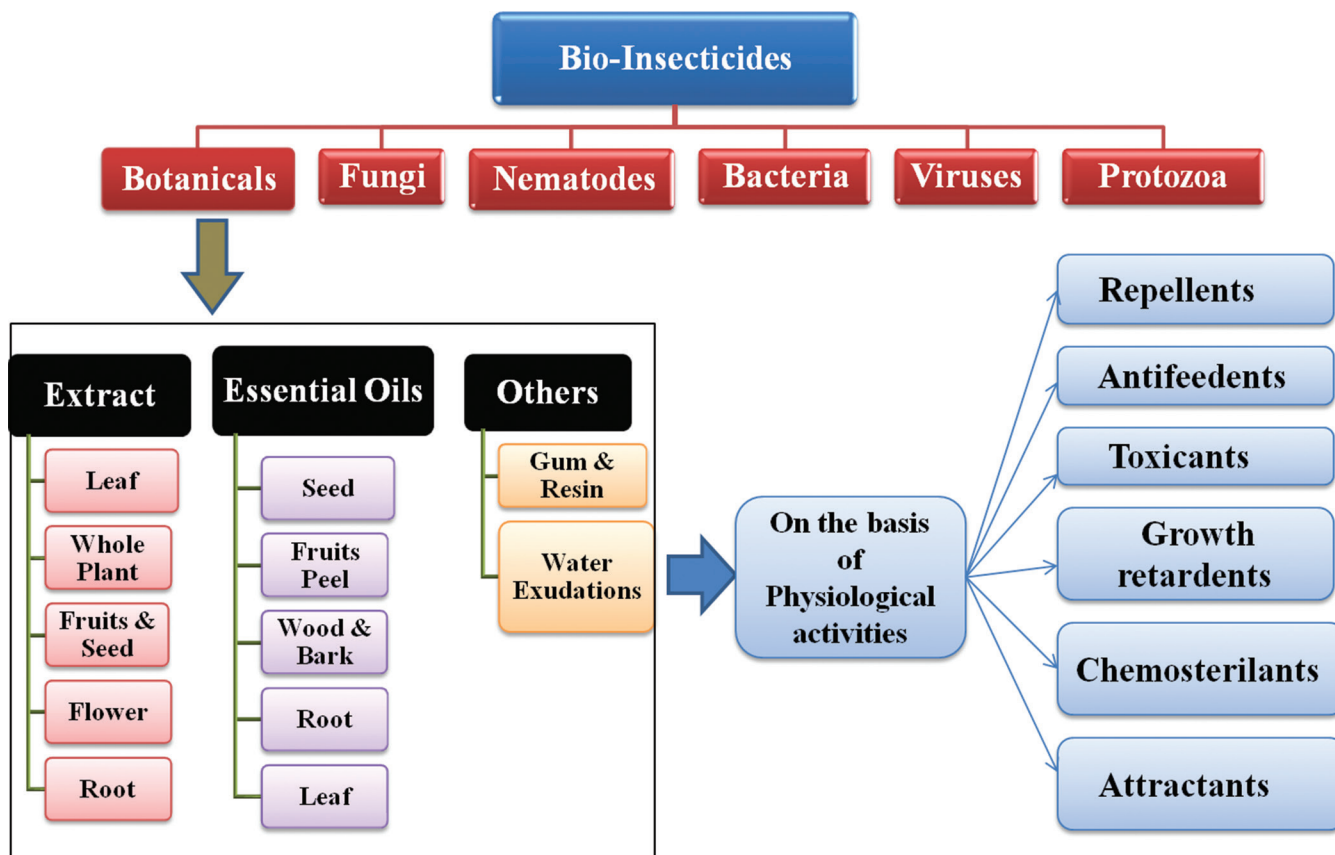 Bio-Insecticides
Botanicals
Fungi
Nematodes
Bacteria
Viruses
Protozoa
Extract
Leaf
Whole
Plant
Fruits &
Seed
Flower
Root
Essential Oils
Seed
Fruits
Peel
Wood &
Bark
Root
Leaf
Others
Gum &
Resin
Water
Exudations
On the basis
of
Physiological
activities
Repellents
Antifeedents
Toxicants
Growth
retardents
Chemosterilants
Attractants